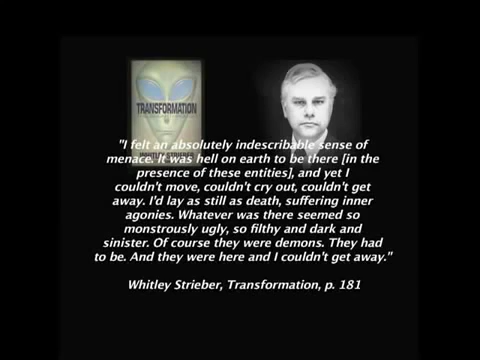 TRANSFORMATION
WHITLEY STRIEBER
"I felt an absolutely indescribable sense of
menace. It was hell on earth to be there [in the
presence of these entities], and yet I
couldn't move, couldn't cry out, couldn't get
away. I'd lay as still as death, suffering inner
agonies. Whatever was there seemed so
monstrously ugly, so filthy and dark and
sinister. Of course they were demons. They had
to be. And they were here and I couldn't get away."
Whitley Strieber, Transformation, p. 181